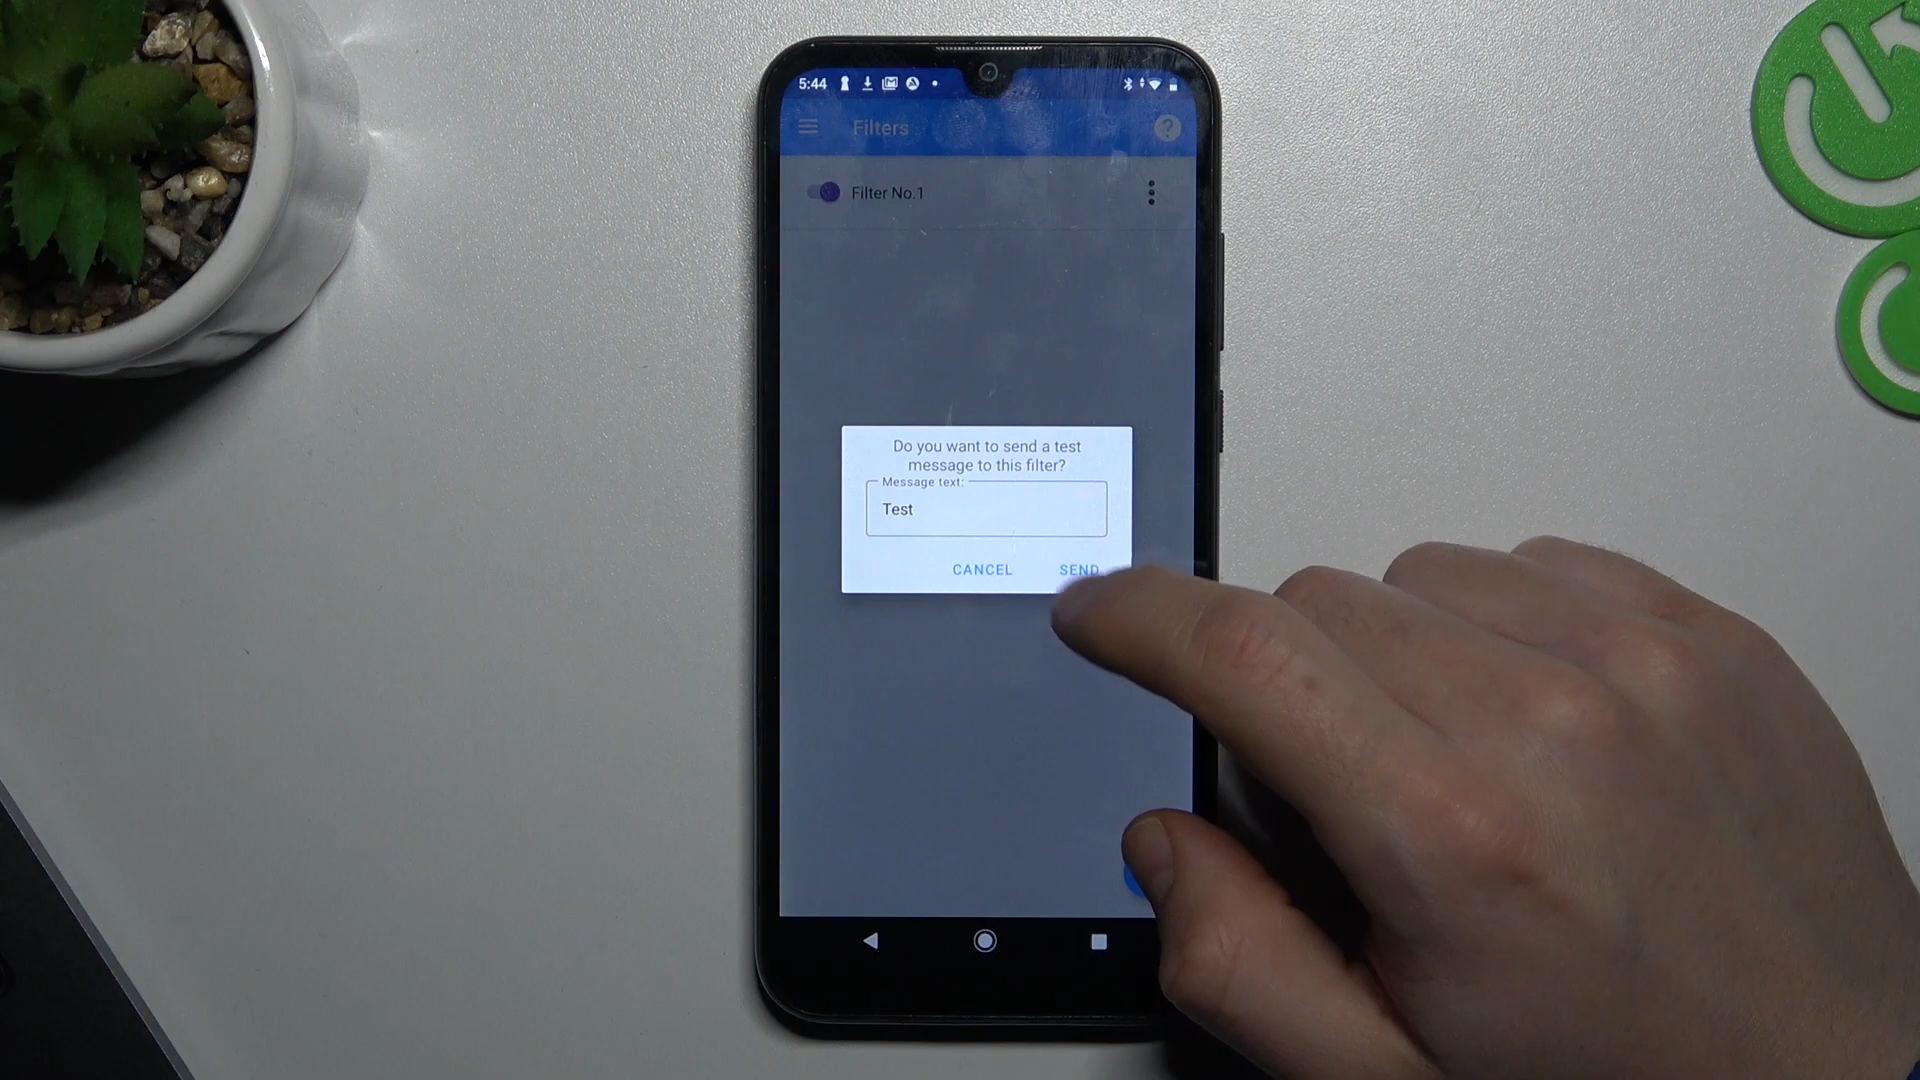 5:44
Filters
?
Filter No.1
Do you want to send a test
message to this filter?
Message text:
Test
CANCEL SEND